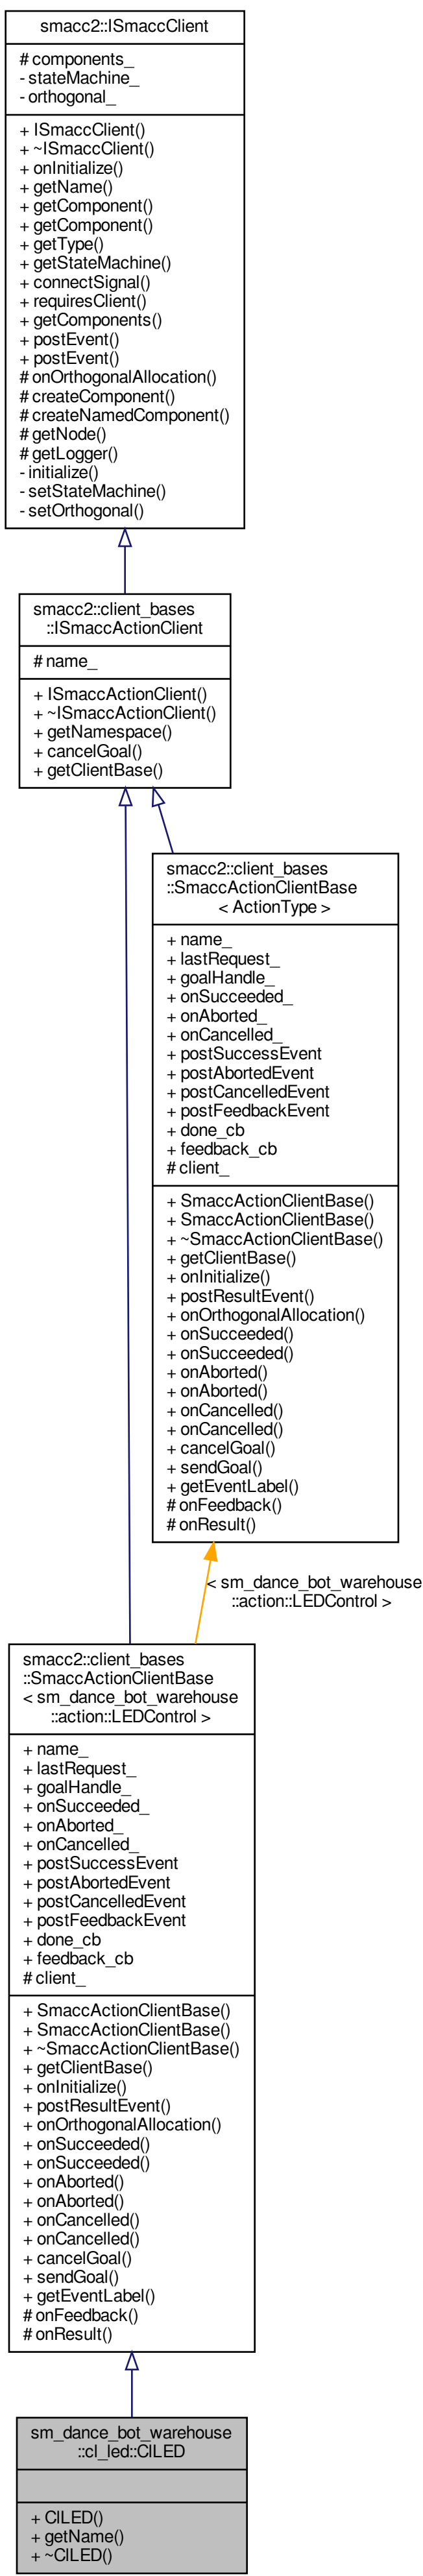 smacc2::ISmaccClient
# components_
- stateMachine_
- orthogonal_
+ ISmaccClient()
+ ~ISmaccClient()
+ onInitialize()
+ getName()
+ getComponent()
+ getComponent()
+ getType()
+ getStateMachine()
+ connectSignal()
+ requiresClient()
+ getComponents()
+ postEvent()
+ postEvent()
# onOrthogonalAllocation()
# createComponent()
# createNamedComponent()
# getNode()
# getLogger()
- initialize()
- setStateMachine()
- setOrthogonal()
smacc2::client_bases
::ISmaccActionClient
# name_
+ ISmaccActionClient()
+ ~ISmaccActionClient()
+ getNamespace()
+ cancelGoal()
+ getClientBase()
smacc2::client_bases
::SmaccActionClientBase
< ActionType >
+ name_
+ lastRequest_
+ goalHandle_
+ onSucceeded_
+ onAborted_
+ onCancelled_
+ postSuccessEvent
+ postAbortedEvent
+ postCancelledEvent
+ postFeedbackEvent
+ done_cb
+ feedback_cb
# client_
+ SmaccActionClientBase()
+ SmaccActionClientBase()
+ ~SmaccActionClientBase()
+ getClientBase()
+ onInitialize()
+ postResultEvent()
+ onOrthogonalAllocation()
+ onSucceeded()
+ onSucceeded()
+ onAborted()
+ onAborted()
+ onCancelled()
+ onCancelled()
+ cancelGoal()
+ sendGoal()
+ getEventLabel()
# onFeedback()
# onResult()
< sm_dance_bot_warehouse
::action::LEDControl >
smacc2::client_bases
::SmaccActionClientBase
< sm_dance_bot_warehouse
::action::LEDControl >
+ name_
+ lastRequest_
+ goalHandle_
+ onSucceeded_
+ onAborted_
+ onCancelled_
+ postSuccessEvent
+ postAbortedEvent
+ postCancelledEvent
+ postFeedbackEvent
+ done_cb
+ feedback_cb
# client_
+ SmaccActionClientBase()
+ SmaccActionClientBase()
+ ~SmaccActionClientBase()
+ getClientBase()
+ onInitialize()
+ postResultEvent()
+ onOrthogonalAllocation()
+ onSucceeded()
+ onSucceeded()
+ onAborted()
+ onAborted()
+ onCancelled()
+ onCancelled()
+ cancelGoal()
+ sendGoal()
+ getEventLabel()
# onFeedback()
# onResult()
sm_dance_bot_warehouse
::cl_led::ClLED
+ ClLED()
+ getName()
+ ~ClLED()